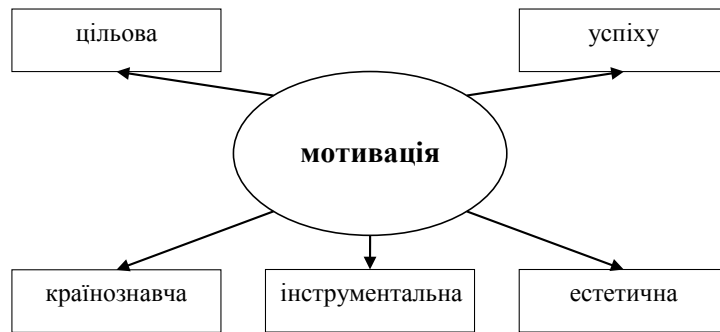 цільова
успіху
мотивація
країнознавча
інструментальна
естетична